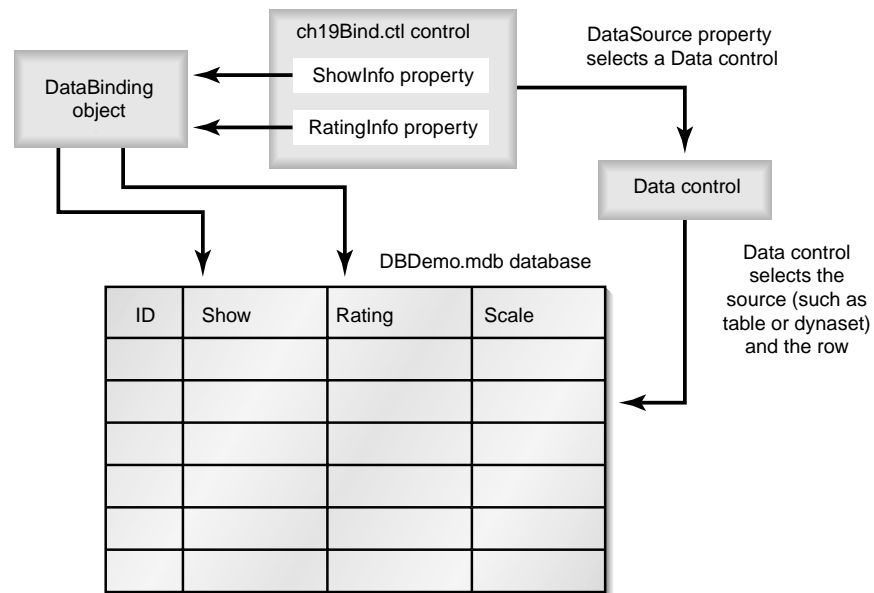 ch19Bind.ctl control
ShowInfo property
RatingInfo property
DataBinding
object
DataSource property
selects a Data control
Data control
Data control
selects the
source (such as
table or dynaset)
and the row
DBDemo.mdb database
ID Show Rating Scale